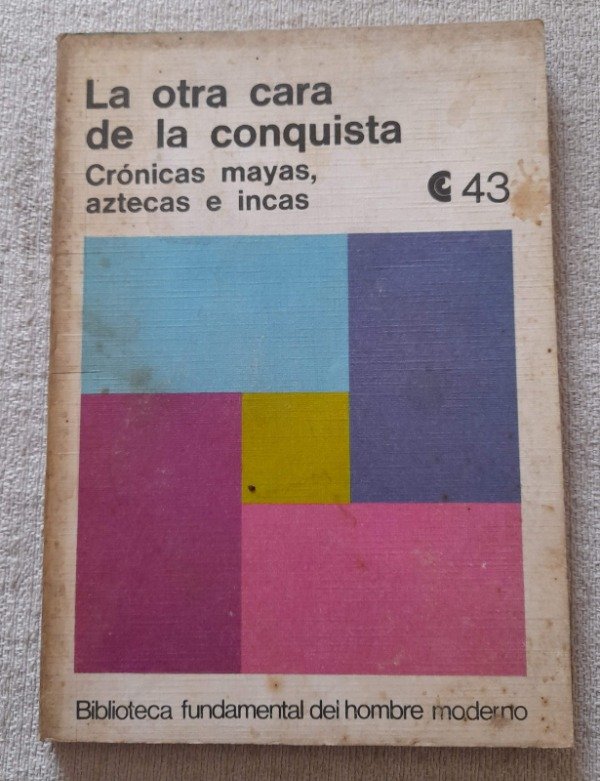 La otra cara
de la conquista
Crónicas mayas,
aztecas e incas
43
Biblioteca fundamental del hombre moderno